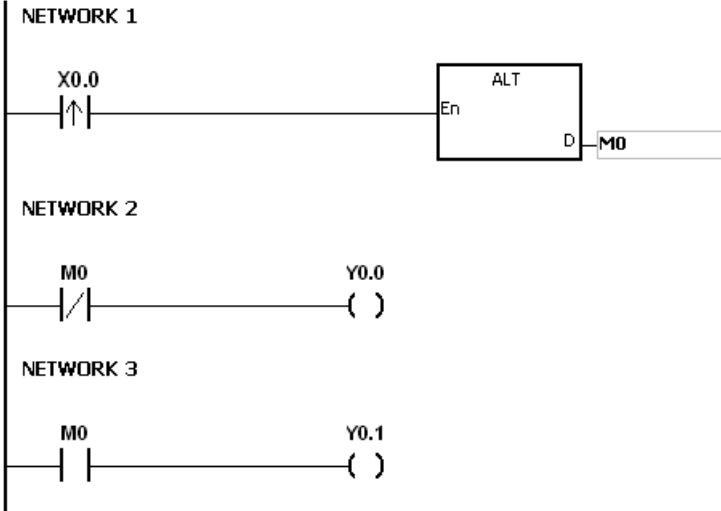 NETWORK 1
X0.0
ALT
En
D
M0
NETWORK 2
M0
Y0.0
NETWORK 3
M0
Y0.1